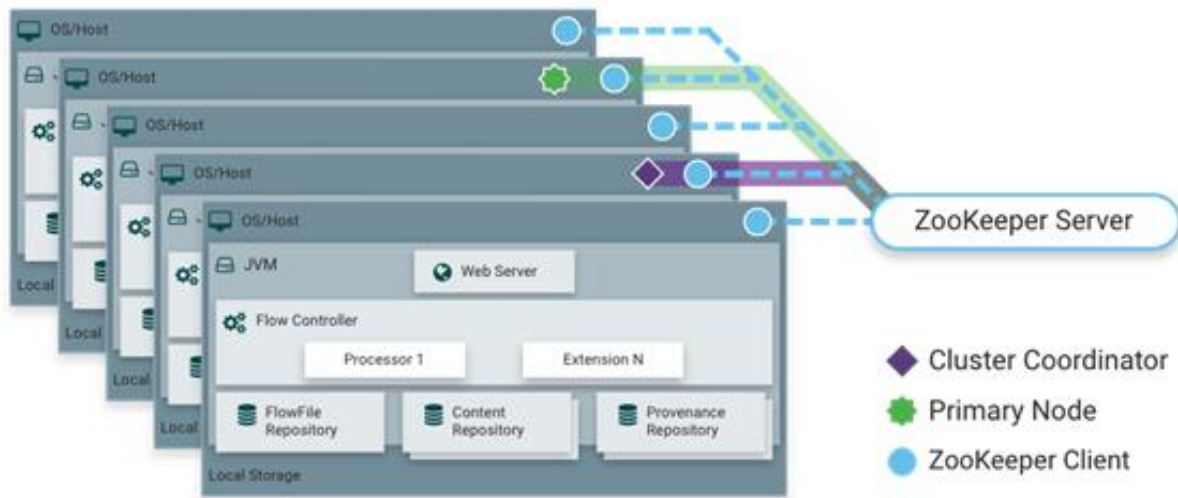 OS/Host
OS/Host
OS/Host
OS/Host
OS/Host
ZooKeeper Server
JVM
Web Server
Flow Controller
Processor 1
Extension N
FlowFile
Repository
Content
Repository
Provenance
Repository
Local
Local
Local
Local
Local Storage
Cluster Coordinator
Primary Node
ZooKeeper Client